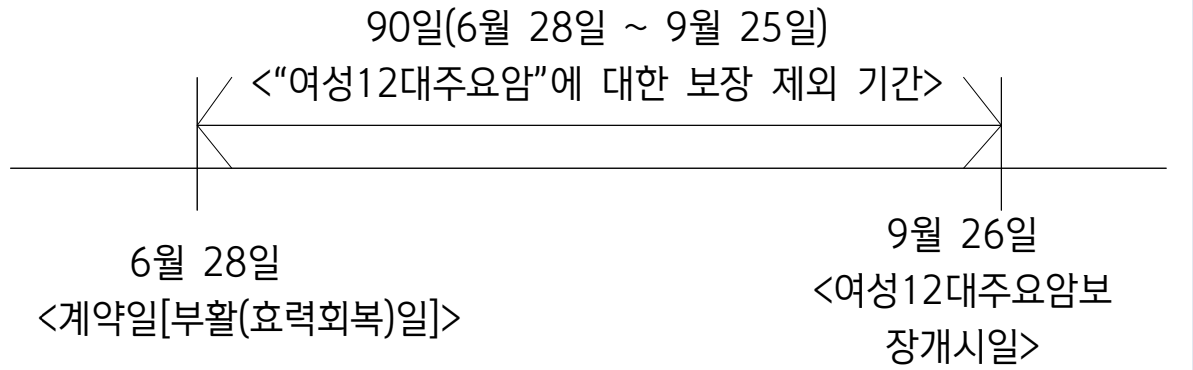 90일(6월 28일 ~ 9월 25일)
<“여성12대주요암”에 대한 보장 제외 기간>
6월 28일
<계약일[부활(효력회복)일]>
9월 26일
<여성12대주요암보
장개시일>